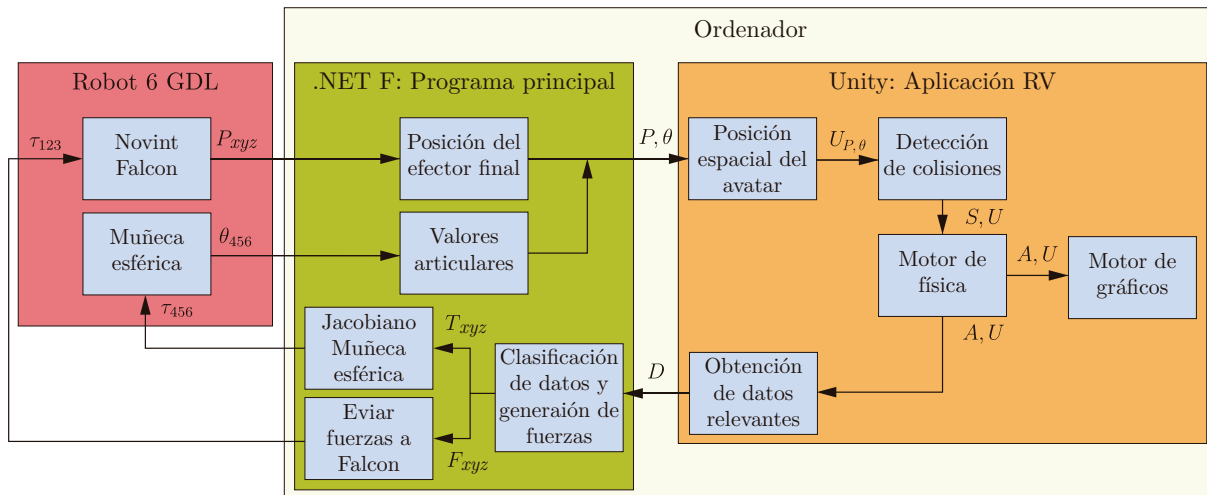 Ordenador
Robot 6 GDL
.NET F: Programa principal
Unity: Aplicación RV
τ123
Novint
Falcon
Pxyz
Posición del
efector final
P, θ
Posición
espacial del
avatar
UP,θ
Detección
de colisiones
Muñeca
esférica
θ456
Valores
articulares
S, U
Motor de
física
A, U
Motor de
gráficos
τ456
Jacobiano
Muñeca
esférica
Txyz
Clasificación
de datos y
generaión de
fuerzas
D
Obtención
de datos
relevantes
A, U
Eviar
fuerzas a
Falcon
Fxyz